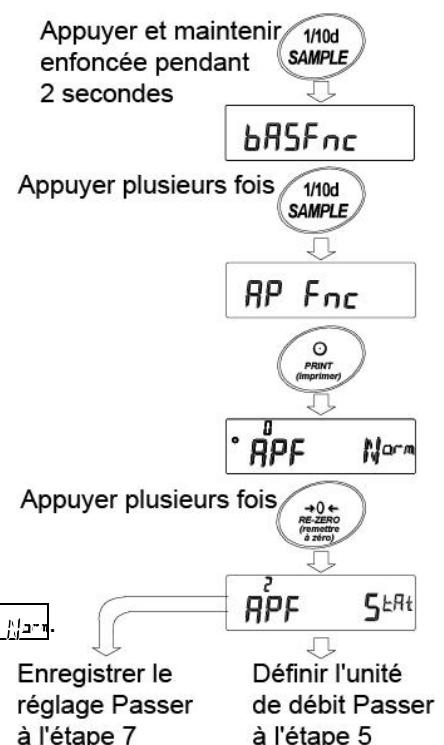 Appuyer et maintenir
enfoncée pendant
2 secondes
1/10d
SAMPLE
bASFnc
Appuyer plusieurs fois
1/10d
SAMPLE
AP Fnc
PRINT
(imprimer)
0
APF Norm
Appuyer plusieurs fois
→0←
RE-ZERO
(remettre
à zéro)
2
APF StAt
Norm.
Enregistrer le
réglage Passer
à l'étape 7
Définir l'unité
de débit Passer
à l'étape 5